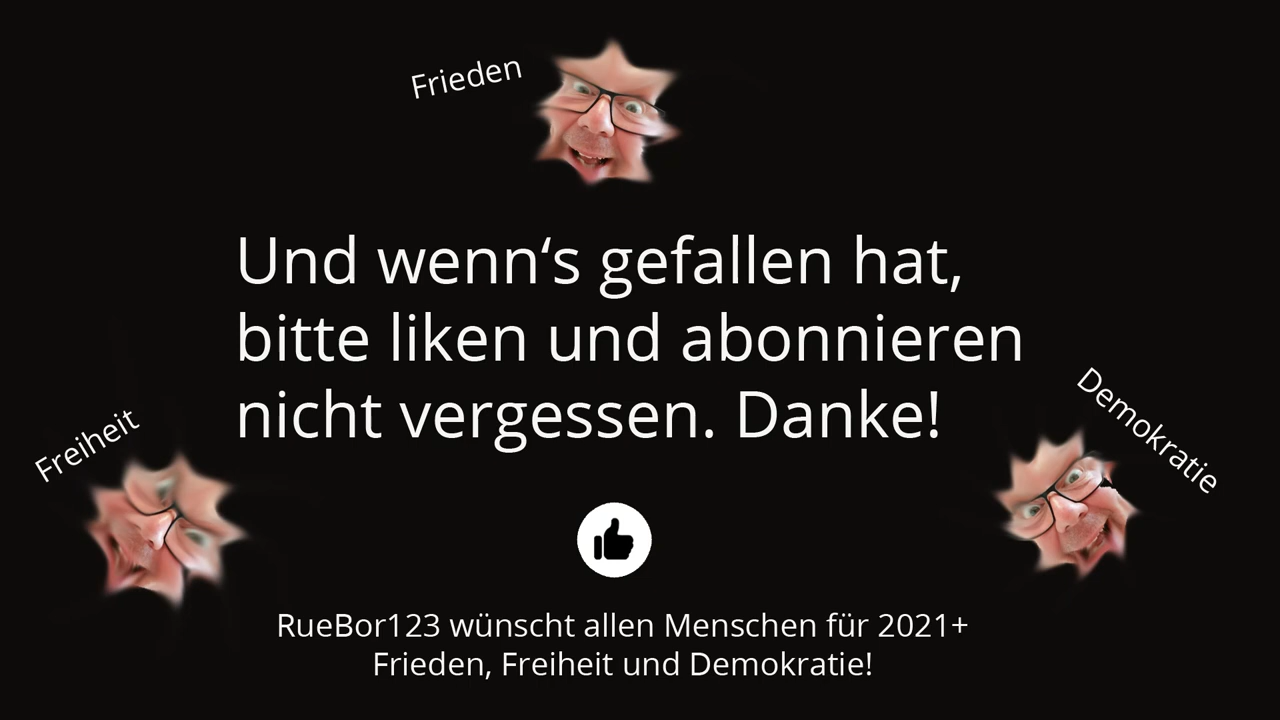 Frieden
Und wenn‘s gefallen hat,
bitte liken und abonnieren
nicht vergessen. Danke!
Freiheit
Demokratie
RueBor123 wünscht allen Menschen für 2021+
Frieden, Freiheit und Demokratie!